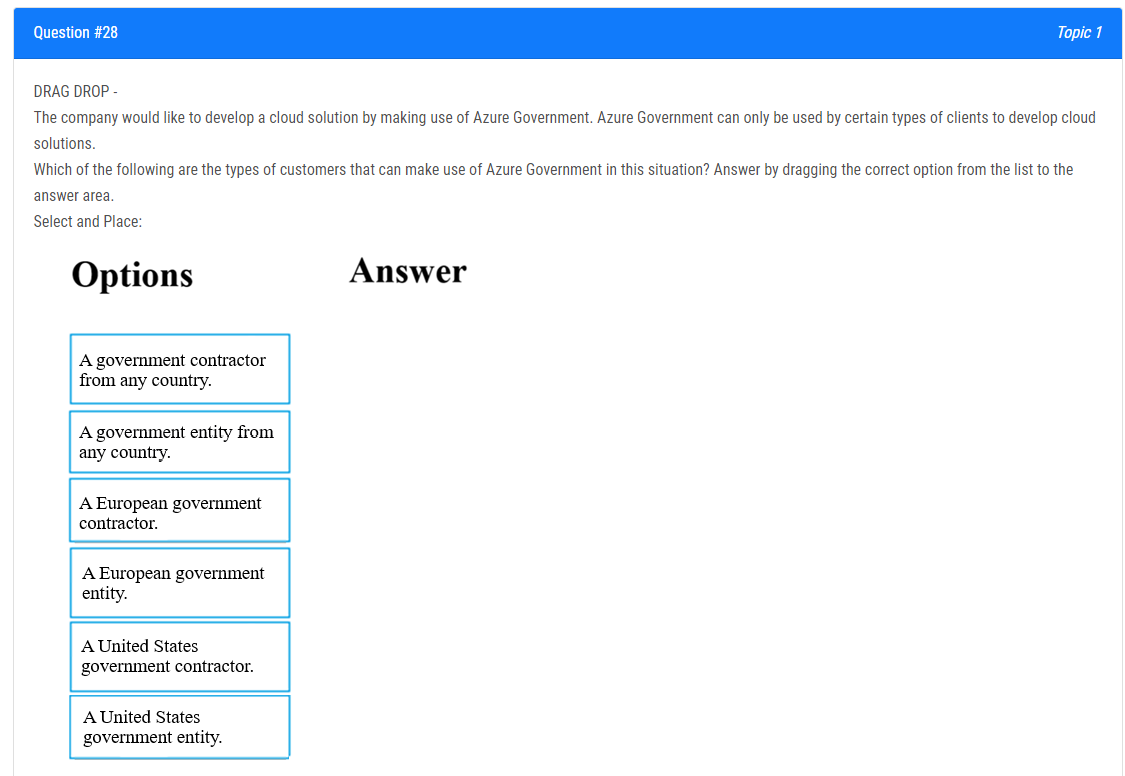 Question #28
Topic 1
DRAG DROP -
The company would like to develop a cloud solution by making use of Azure Government. Azure Government can only be used by certain types of clients to develop cloud
solutions.
Which of the following are the types of customers that can make use of Azure Government in this situation? Answer by dragging the correct option from the list to the
answer area.
Select and Place:
Options
Answer
A government contractor
from any country.
A government entity from
any country.
A European government
contractor.
A European government
entity.
A United States
government contractor.
A United States
government entity.